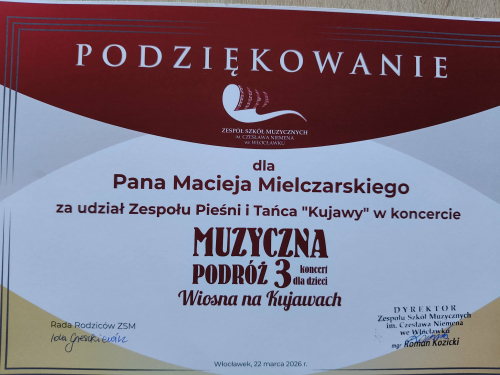 PODZIĘKOWANIE
ZESPÓŁ SZKÓŁ MUZYCZNYCH
IM. CZESŁAWA NIEMENA
WE WŁOCŁAWKU
dla
Pana Macieja Mielczarskiego
za udział Zespołu Pieśni i Tańca "Kujawy" w koncercie
MUZYCZNA
PODRÓŻ 3 koncert dla dzieci
Wiosna na Kujawach
Rada Rodziców ZSM
DYREKTOR
Zespołu Szkół Muzycznych
im. Czesława Niemena
we Włocławku
mgr Roman Kozicki
Włocławek, 22 marca 2026 r.